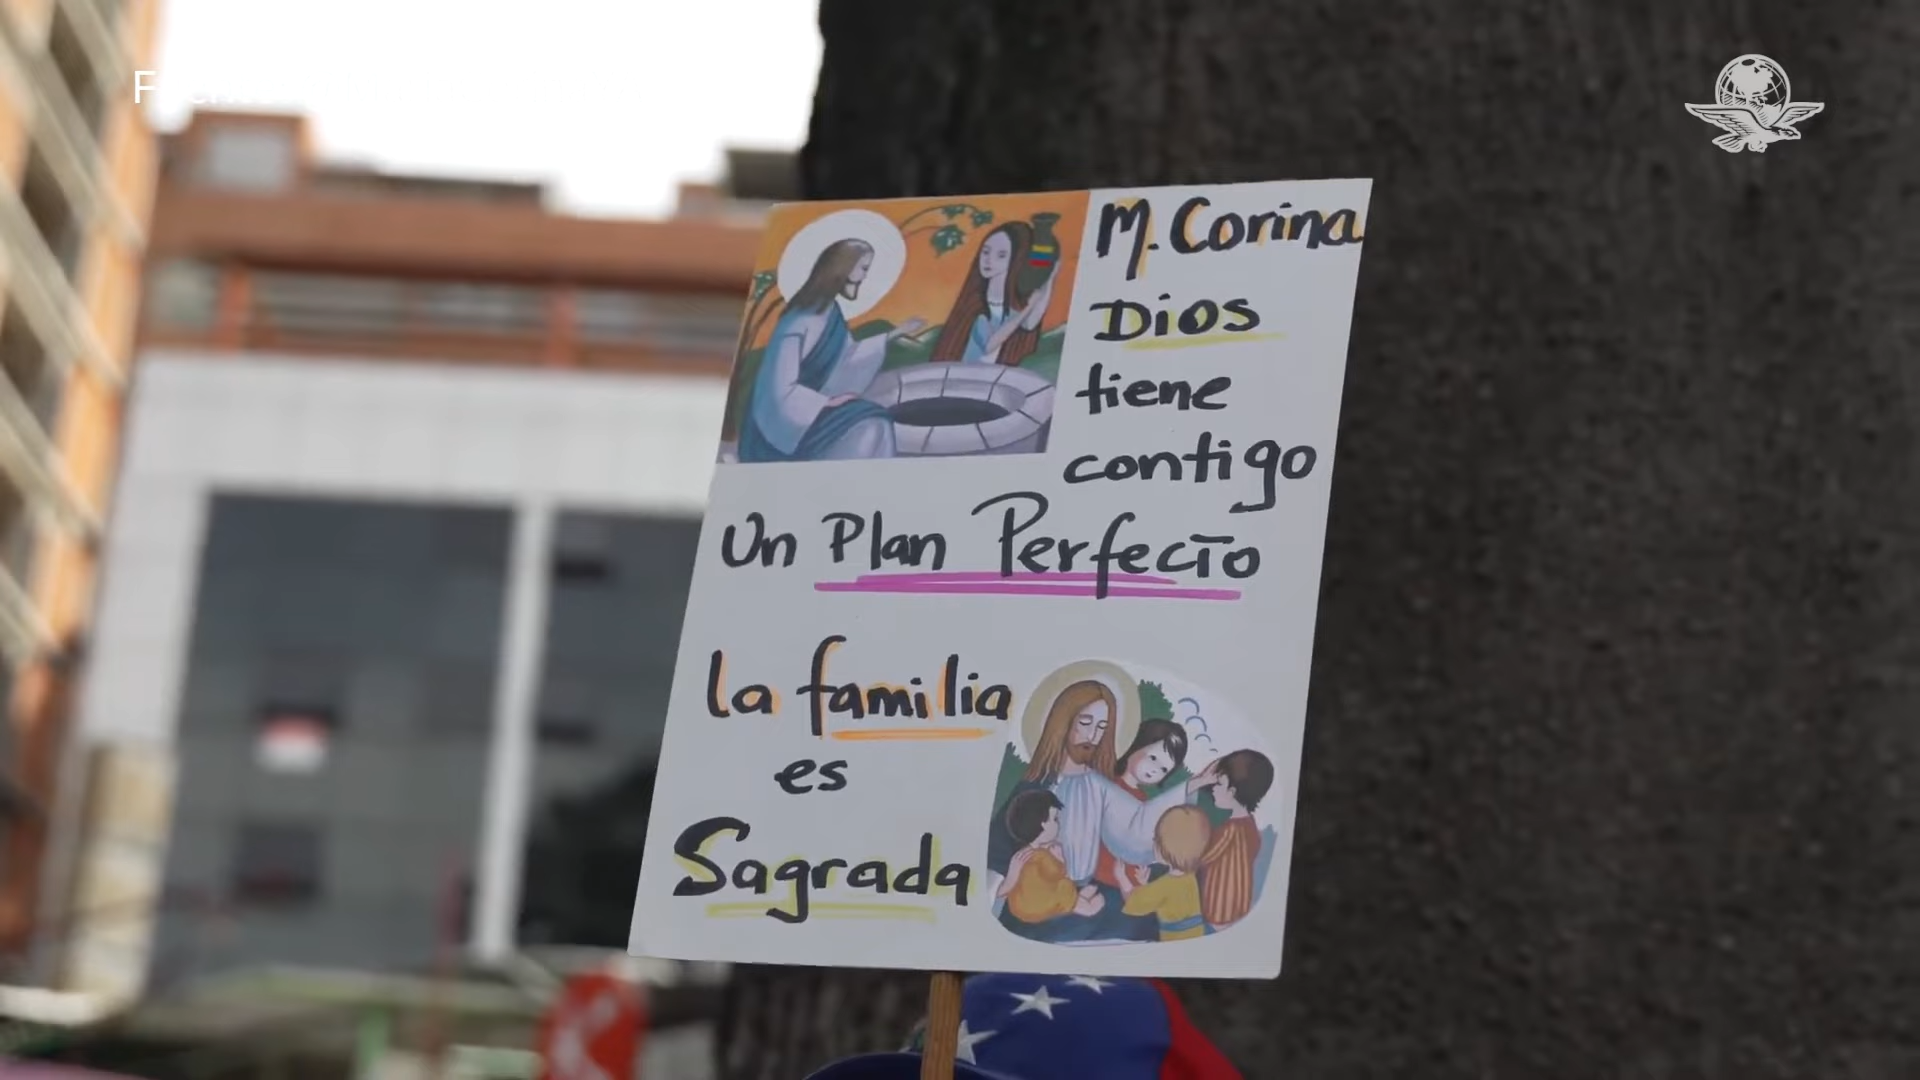 M. Corina
Dios
tiene
contigo
Un Plan Perfecto
la familia
es
Sagrada